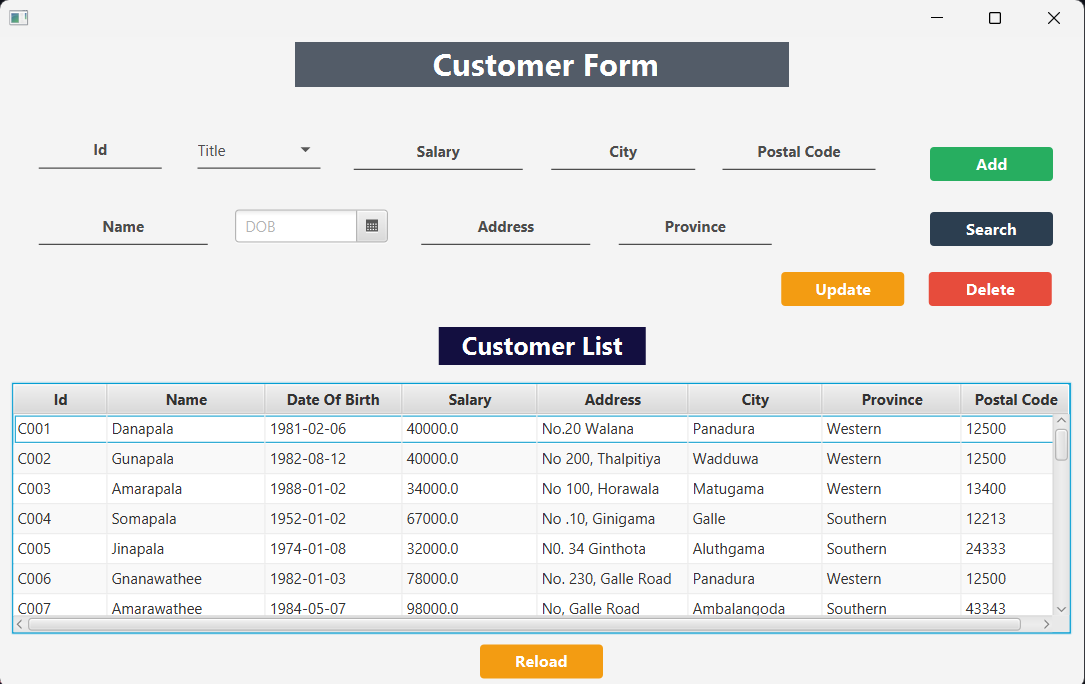 Customer Form
Id Title Salary City Postal Code Add
Name DOB Address Province Search
Update Delete
Customer List
Id Name Date Of Birth Salary Address City Province Postal Code
C001 Danapala 1981-02-06 40000.0 No.20 Walana Panadura Western 12500
C002 Gunapala 1982-08-12 40000.0 No 200, Thalpitiya Wadduwa Western 12500
C003 Amarapala 1988-01-02 34000.0 No 100, Horawala Matugama Western 13400
C004 Somapala 1952-01-02 67000.0 No .10, Ginigama Galle Southern 12213
C005 Jinapala 1974-01-08 32000.0 N0. 34 Ginthota Aluthgama Southern 24333
C006 Gnanawathee 1982-01-03 78000.0 No. 230, Galle Road Panadura Western 12500
C007 Amarawathee 1984-05-07 98000.0 No, Galle Road Ambalangoda Southern 43343
Reload